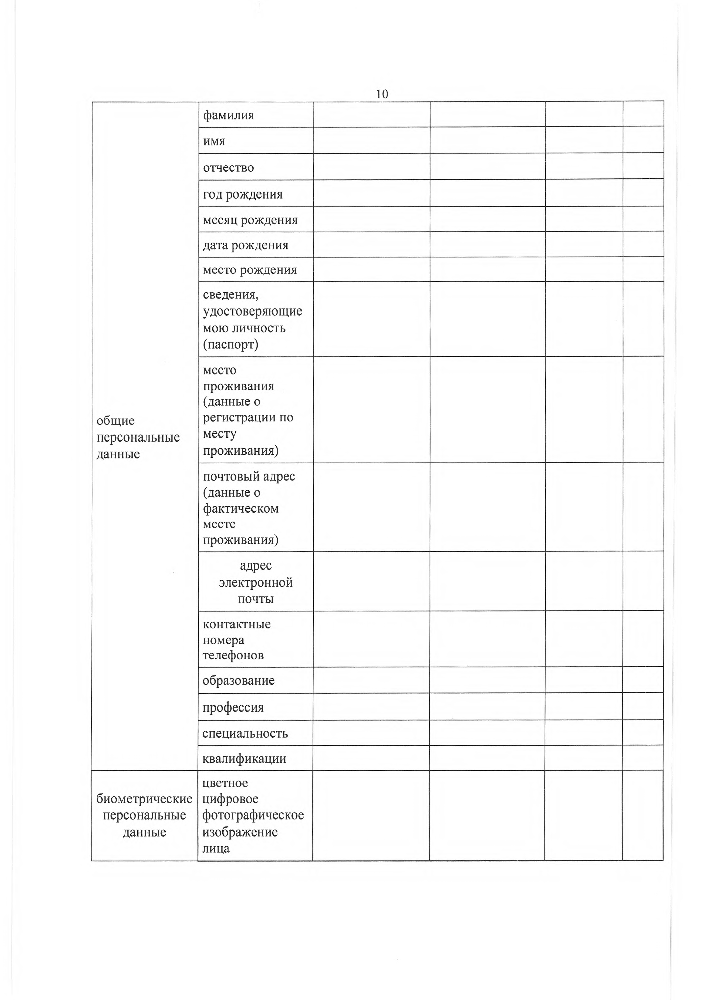 10
фамилия
имя
отчество
год рождения
месяц рождения
дата рождения
место рождения
сведения,
удостоверяющие
мою личность
(паспорт)
место
проживания
(данные о
регистрации по
месту
проживания)
общие
персональные
данные
почтовый адрес
(данные о
фактическом
месте
проживания)
адрес
электронной
почты
контактные
номера
телефонов
образование
профессия
специальность
квалификации
биометрические
персональные
данные
цветное
цифровое
фотографическое
изображение
лица